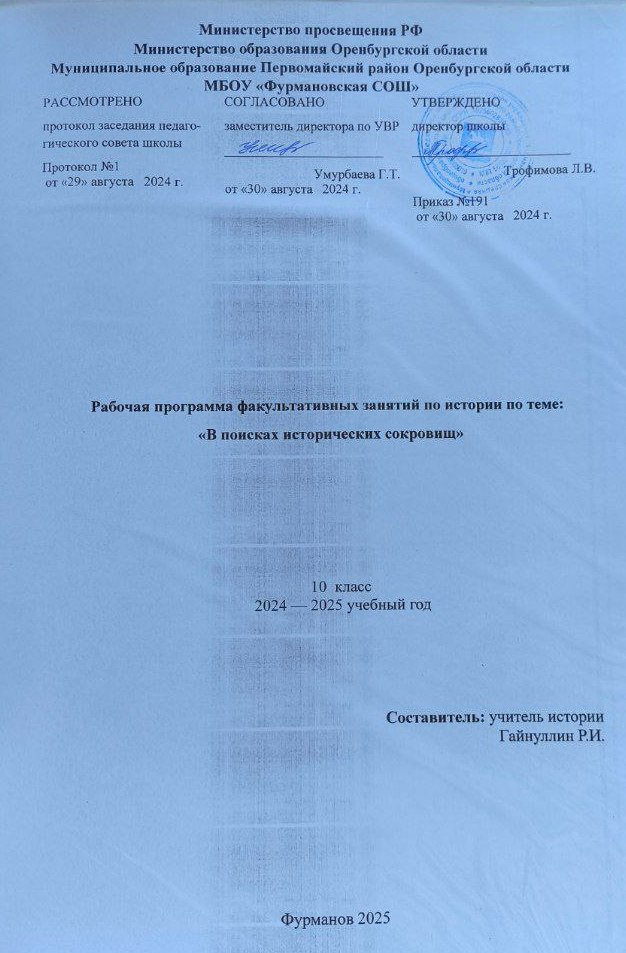 Министерство просвещения РФ
Министерство образования Оренбургской области
Муниципальное образование Первомайский район Оренбургской области
МБОУ «Фурмановская СОШ»
РАССМОТРЕНО
протокол заседания педаго-
гического совета школы
Протокол №1
от «29» августа 2024 г.
СОГЛАСОВАНО
заместитель директора по УВР
Умурбаева Г.Т.
от «30» августа 2024 г.
УТВЕРЖДЕНО
директор школы
Трофимова Л.В.
Приказ №191
от «30» августа 2024 г.
Рабочая программа факультативных занятий по истории по теме:
«В поисках исторических сокровищ»
10 класс
2024 — 2025 учебный год
Составитель: учитель истории
Гайнуллин Р.И.
Фурманов 2025